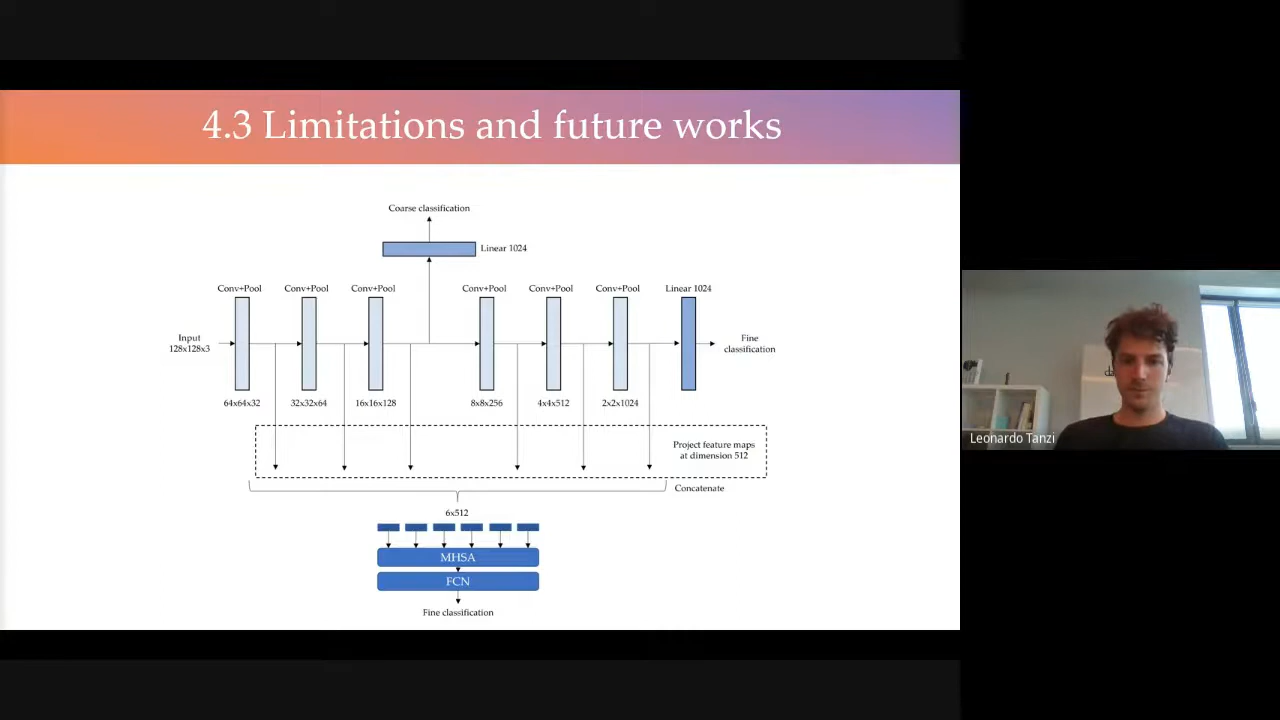 4.3 Limitations and future works
Coarse classification
Linear 1024
Conv+Pool
Conv+Pool
Conv+Pool
Conv+Pool
Conv+Pool
Conv+Pool
Linear 1024
Input
128x128x3
Fine
classification
64x64x32
32x32x64
16x16x128
8x8x256
4x4x512
2x2x1024
Project feature maps
at dimension 512
Concatenate
6x512
MHSA
FCN
Fine classification
Leonardo Tanzi